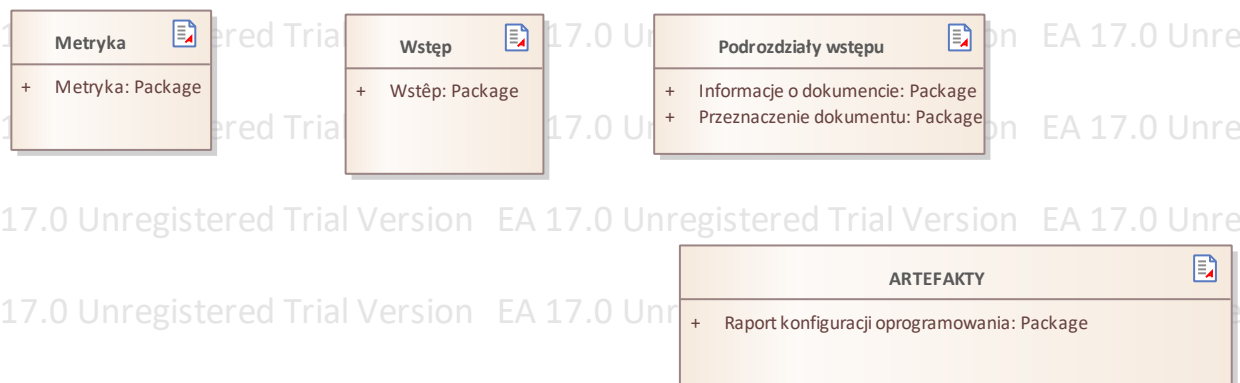 Metryka
+ Metryka: Package
Wstęp
+ Wstêp: Package
Podrozdziały wstępu
+ Informacje o dokumencie: Package
+ Przeznaczenie dokumentu: Package
17.0 Unregistered Trial Version EA 17.0 Unregistered Trial Version EA 17.0 Unre
ARTEFAKTY
17.0 Unregistered Trial Version EA 17.0 Unr
+ Raport konfiguracji oprogramowania: Package